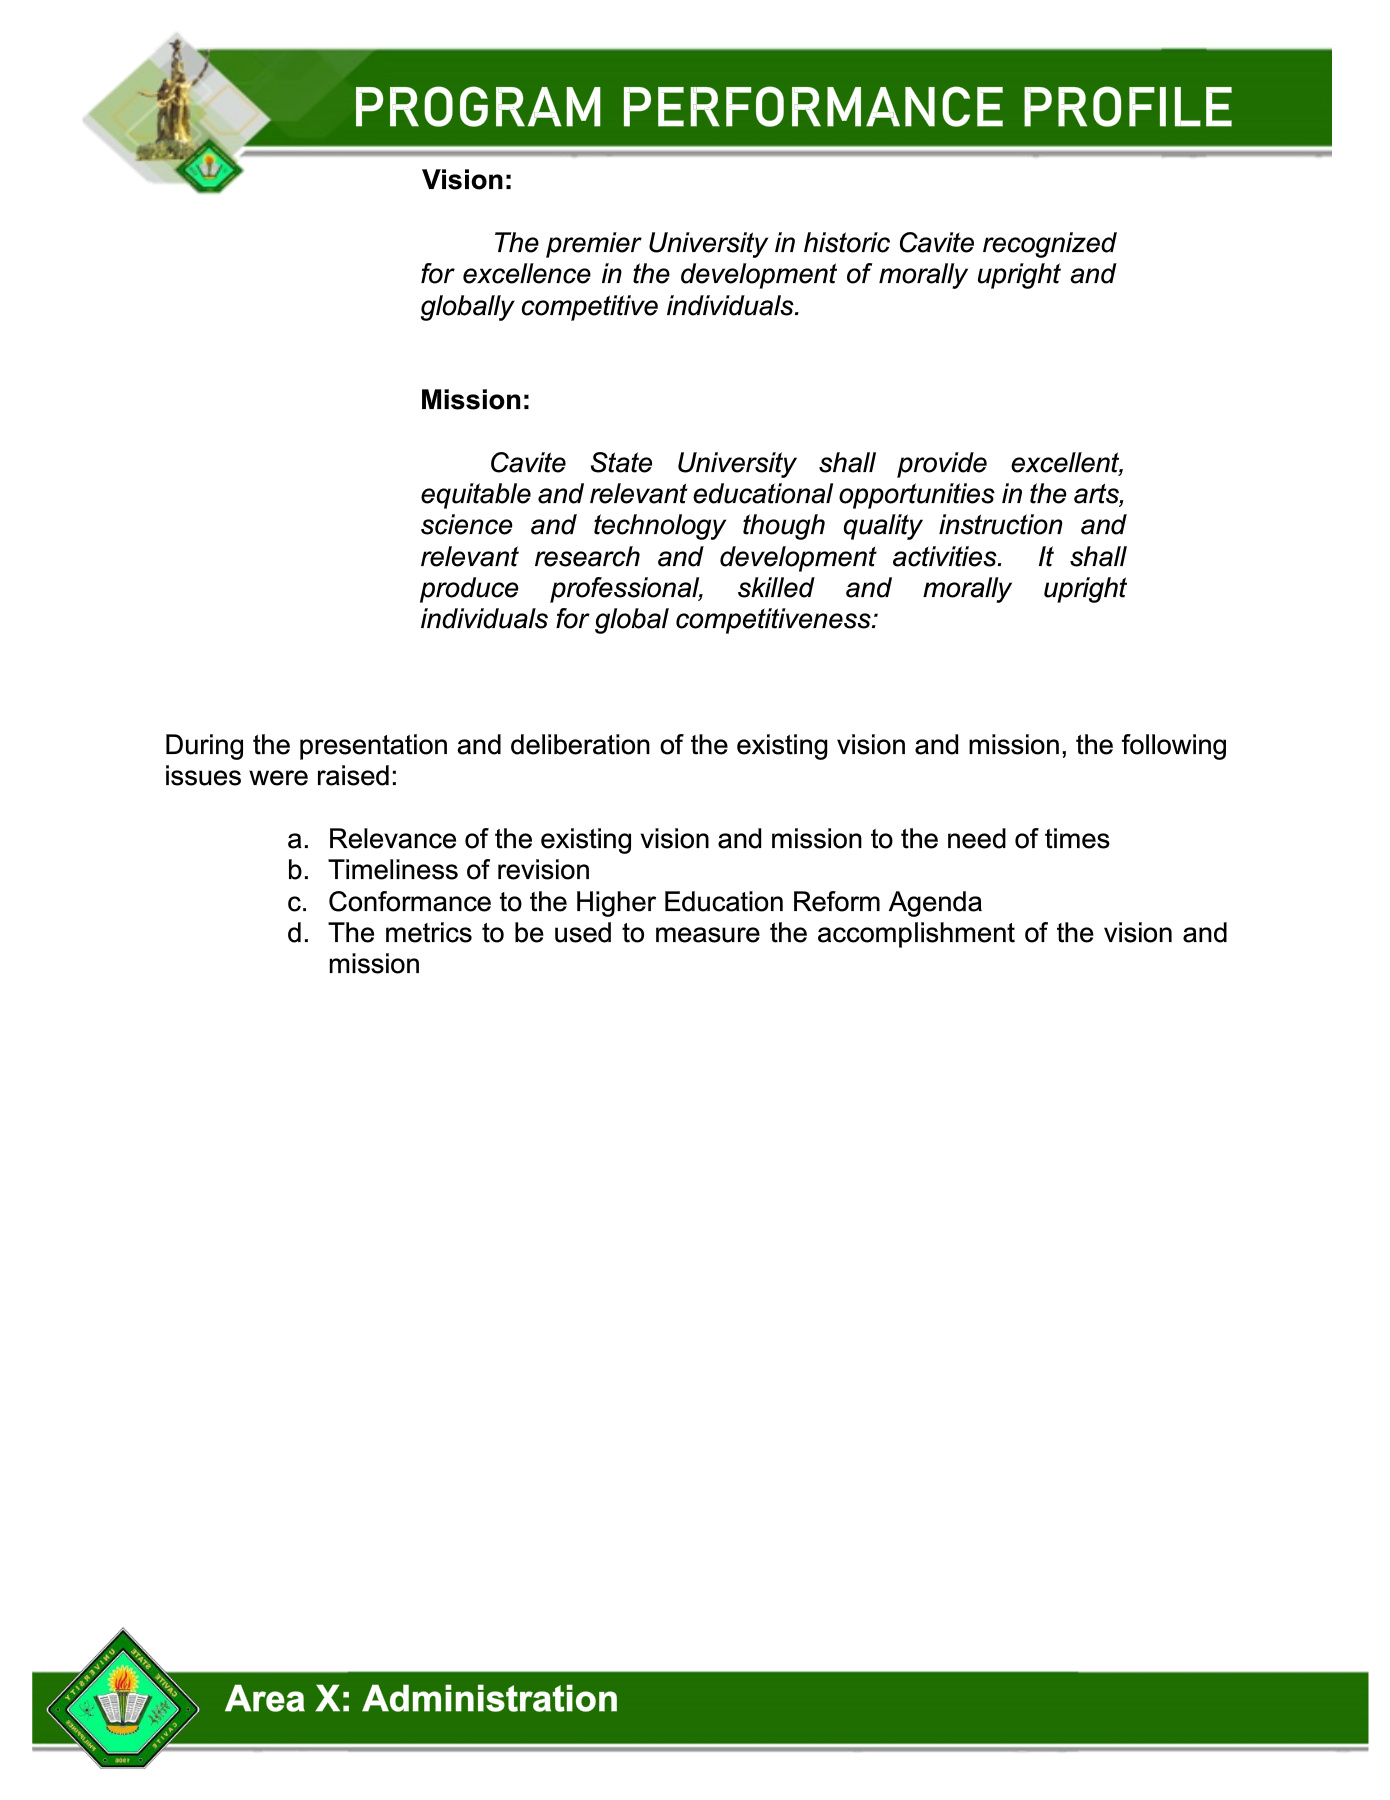 PROGRAM PERFORMANCE PROFILE
Vision:
The premier University in historic Cavite recognized
for excellence in the development of morally upright and
globally competitive individuals.
Mission:
Cavite State University shall provide excellent,
equitable and relevant educational opportunities in the arts,
science and technology though quality instruction and
relevant research and development activities. It shall
produce professional, skilled and morally upright
individuals for global competitiveness:
During the presentation and deliberation of the existing vision and mission, the following
issues were raised:
a. Relevance of the existing vision and mission to the need of times
b. Timeliness of revision
c. Conformance to the Higher Education Reform Agenda
d. The metrics to be used to measure the accomplishment of the vision and
mission
CAVITE STATE UNIVERSITY
CAVITE
PHILIPPINES
1906
Area X: Administration